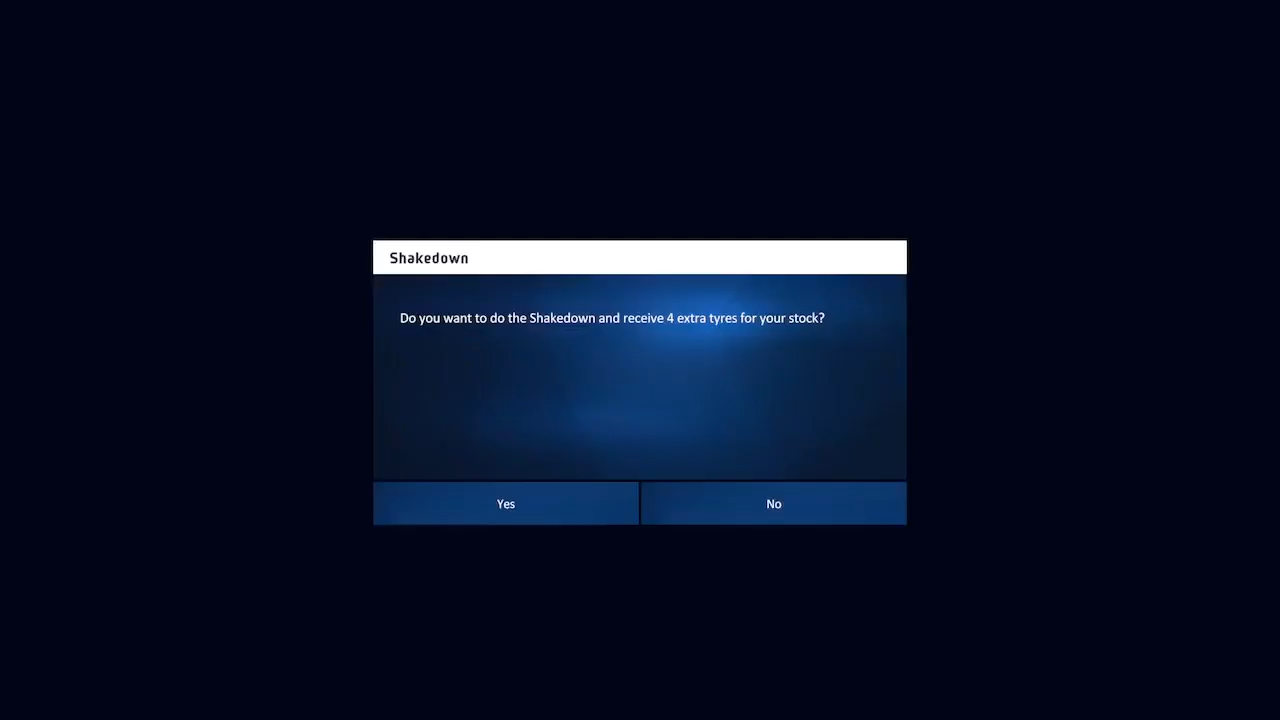 Shakedown
Do you want to do the Shakedown and receive 4 extra tyres for your stock?
Yes
No